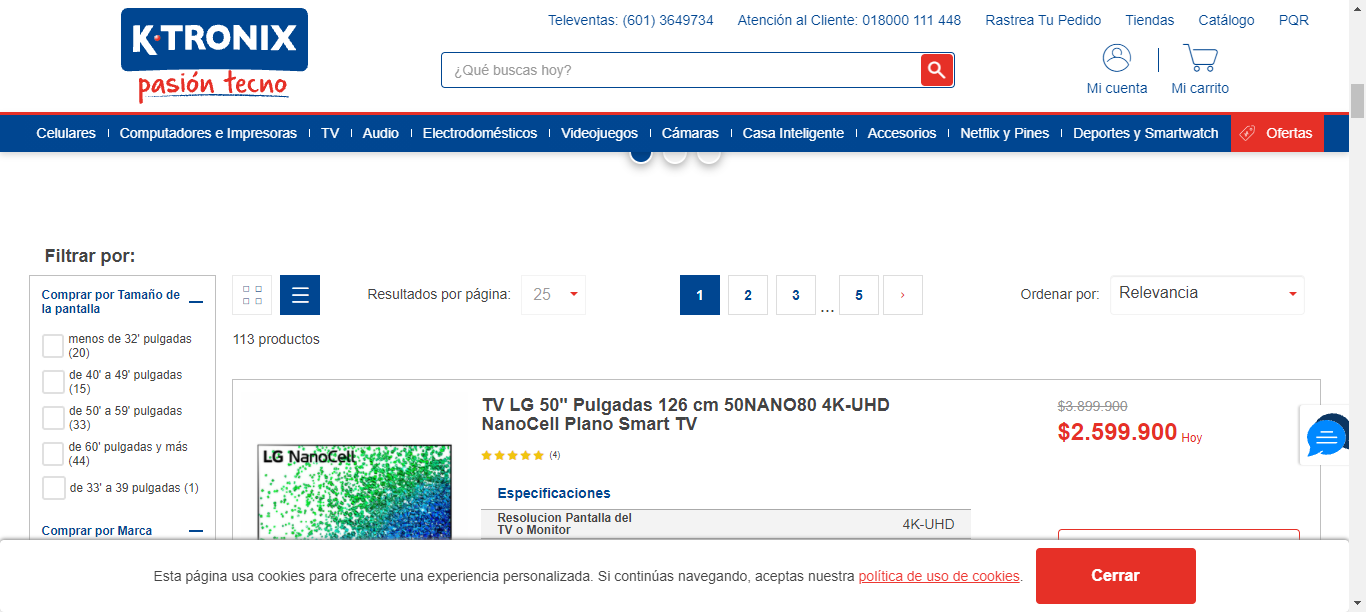 K·TRONIX
pasión tecno
Televentas: (601) 3649734 Atención al Cliente: 018000 111 448 Rastrea Tu Pedido Tiendas Catálogo PQR
¿Qué buscas hoy?
Mi cuenta Mi carrito
Celulares Computadores e Impresoras TV Audio Electrodomésticos Videojuegos Cámaras Casa Inteligente Accesorios Netflix y Pines Deportes y Smartwatch Ofertas
Filtrar por:
Comprar por Tamaño de
la pantalla
menos de 32' pulgadas
(20)
de 40' a 49' pulgadas
(15)
de 50' a 59' pulgadas
(33)
de 60' pulgadas y más
(44)
de 33' a 39 pulgadas (1)
Comprar por Marca
Resultados por página: 25
1 2 3 ... 5 ›
Ordenar por: Relevancia
113 productos
LG NanoCell
TV LG 50" Pulgadas 126 cm 50NANO80 4K-UHD
NanoCell Plano Smart TV
(4)
Especificaciones
Resolucion Pantalla del
TV o Monitor
4K-UHD
$3.899.900
$2.599.900 Hoy
Esta página usa cookies para ofrecerte una experiencia personalizada. Si continúas navegando, aceptas nuestra política de uso de cookies.
Cerrar